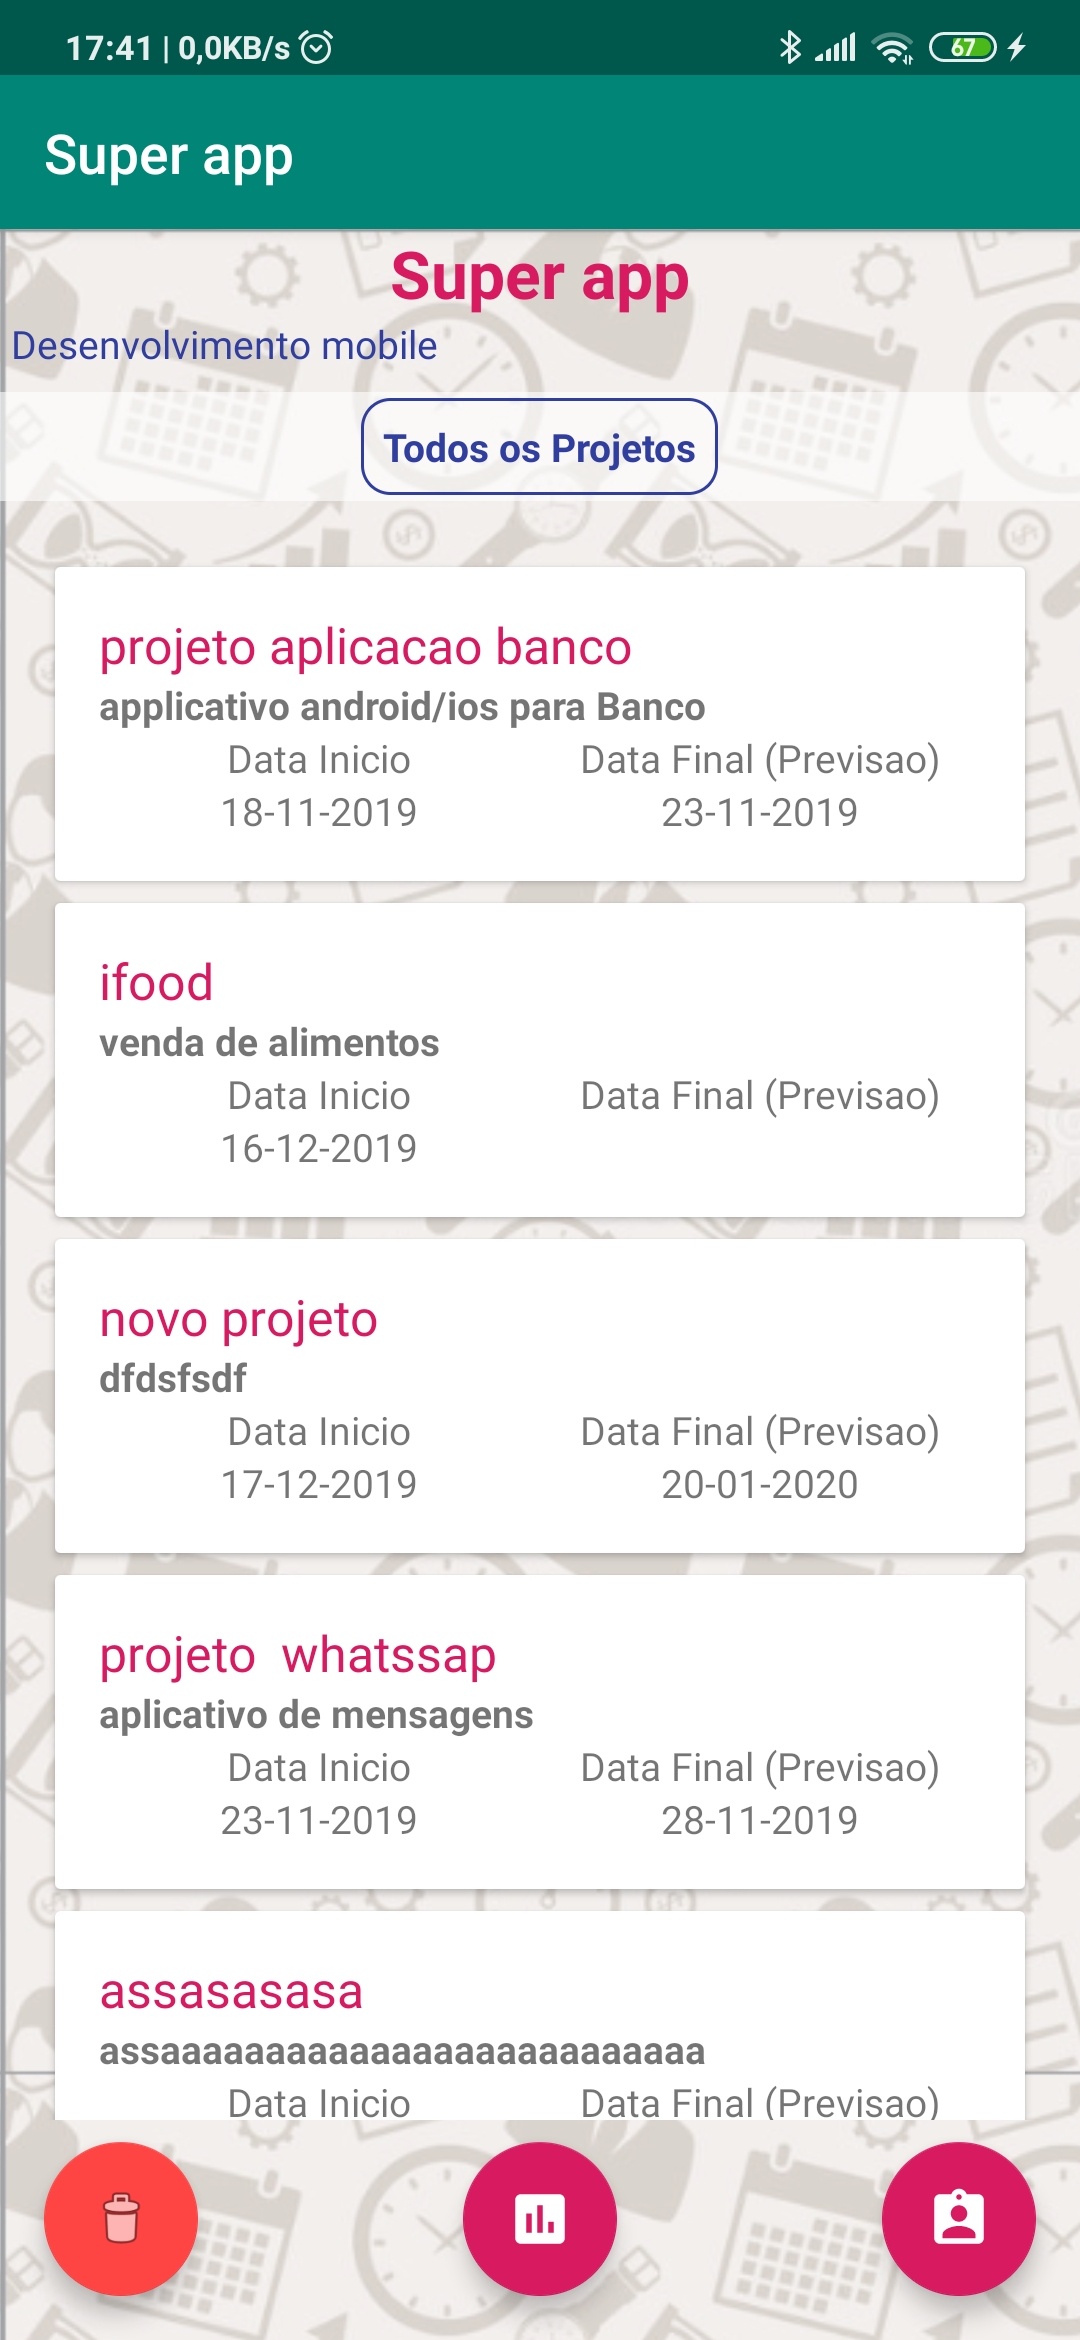 17:41 | 0,0KB/s
67
Super app
Super app
Desenvolvimento mobile
Todos os Projetos
projeto aplicacao banco
applicativo android/ios para Banco
Data Inicio Data Final (Previsao)
18-11-2019 23-11-2019
ifood
venda de alimentos
Data Inicio Data Final (Previsao)
16-12-2019
novo projeto
dfdsfsdf
Data Inicio Data Final (Previsao)
17-12-2019 20-01-2020
projeto  whatssap
aplicativo de mensagens
Data Inicio Data Final (Previsao)
23-11-2019 28-11-2019
assasasasa
assaaaaaaaaaaaaaaaaaaaaaaaaaa
Data Inicio Data Final (Previsao)